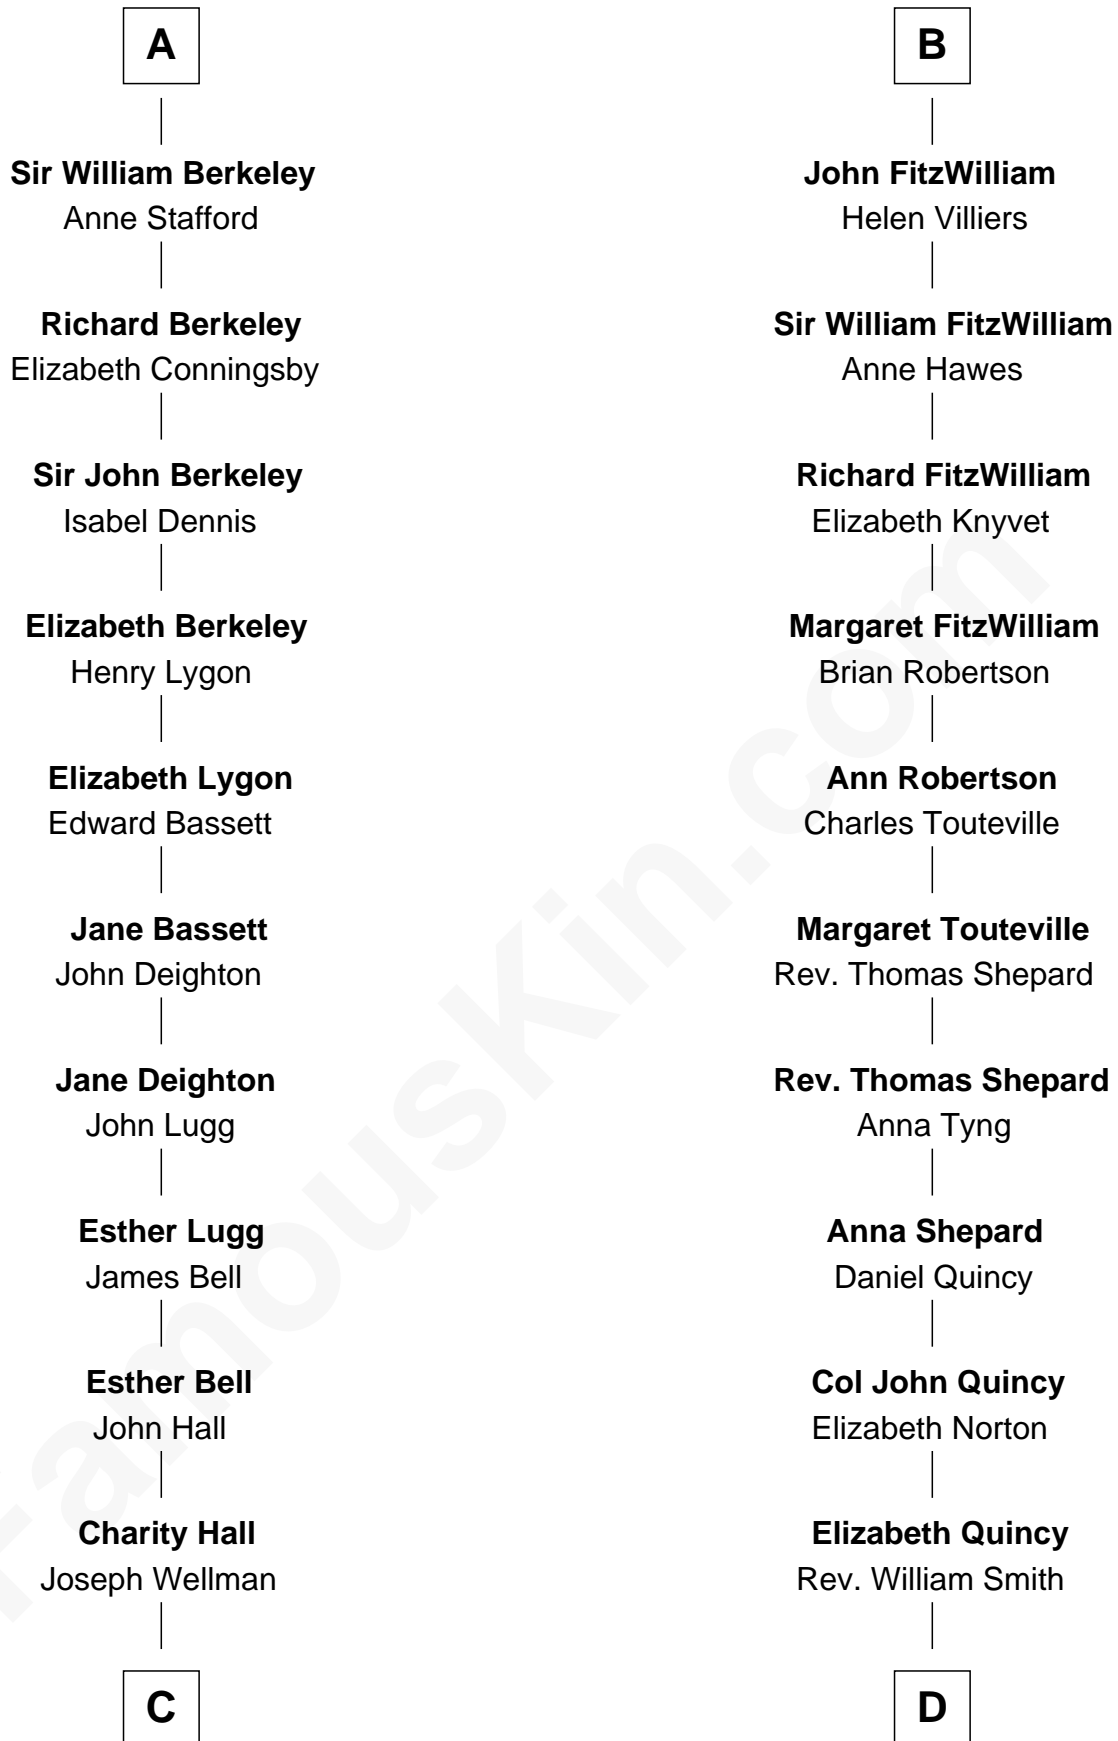 A
Sir William Berkeley
Anne Stafford
Richard Berkeley
Elizabeth Conningsby
Sir John Berkeley
Isabel Dennis
Elizabeth Berkeley
Henry Lygon
Elizabeth Lygon
Edward Bassett
Jane Bassett
John Deighton
Jane Deighton
John Lugg
Esther Lugg
James Bell
Esther Bell
John Hall
Charity Hall
Joseph Wellman
C
B
John FitzWilliam
Helen Villiers
Sir William FitzWilliam
Anne Hawes
Richard FitzWilliam
Elizabeth Knyvet
Margaret FitzWilliam
Brian Robertson
Ann Robertson
Charles Touteville
Margaret Touteville
Rev. Thomas Shepard
Rev. Thomas Shepard
Anna Tyng
Anna Shepard
Daniel Quincy
Col John Quincy
Elizabeth Norton
Elizabeth Quincy
Rev. William Smith
D
FamousKin.com